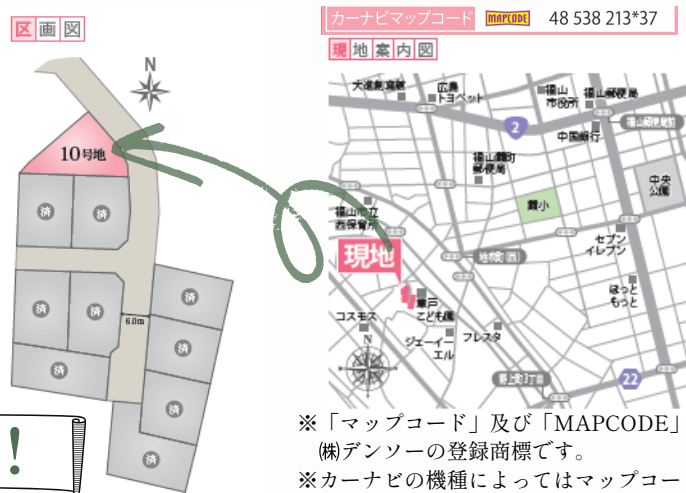 区画図
N
10号地
済
済
済
済
済
済
済
済
済
済
6.0m
!
カーナビマップコード MAPCODE 48 538 213*37
現地案内図
広島
トヨペット
福山
市役所
福山郵便局
福山郵便局前
2
中国銀行
福山霞町
郵便局
中央
公園
霞小
福山市立
西保育所
現地
セブン
イレブン
ほっと
もっと
こども園
コスモス
N
ジェーイー
エル
フレスタ
22
※「マップコード」及び「MAPCODE」
㈱デンソーの登録商標です。
※カーナビの機種によってはマップコー